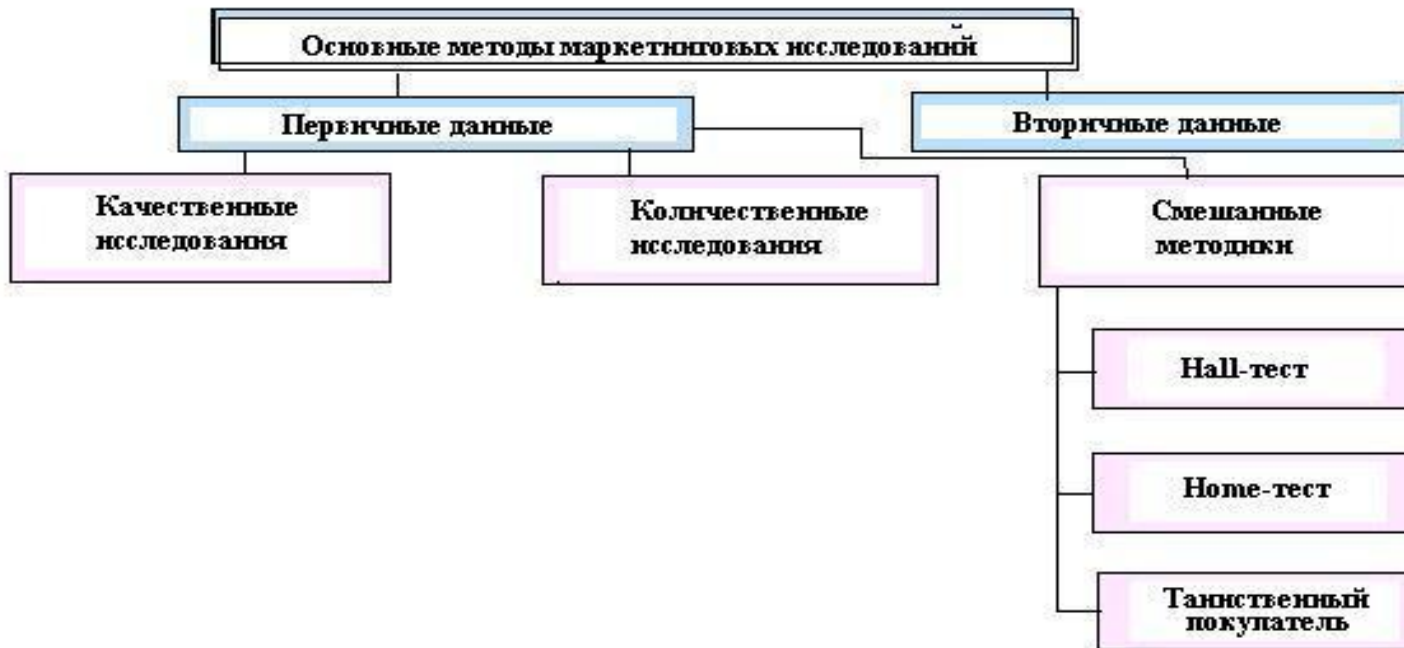 Основные методы маркетинговых исследований
Первичные данные
Вторичные данные
Качественные
исследования
Количественные
исследования
Смешанные
методики
Hall-тест
Home-тест
Таинственный
покупатель